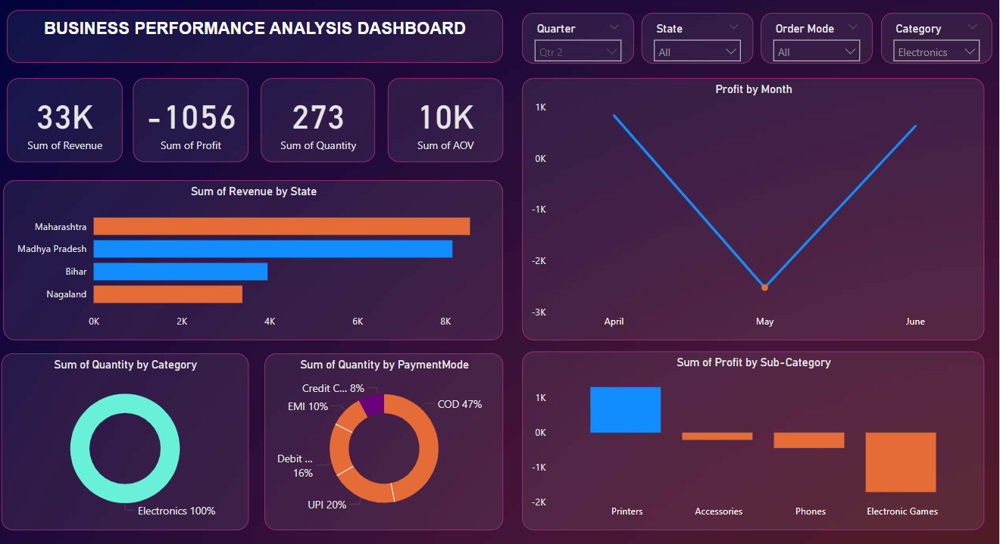 BUSINESS PERFORMANCE ANALYSIS DASHBOARD
Quarter
Qtr 2
State
All
Order Mode
All
Category
Electronics
33K
Sum of Revenue
-1056
Sum of Profit
273
Sum of Quantity
10K
Sum of AOV
Profit by Month
1K
0K
-1K
-2K
-3K
April May June
Sum of Revenue by State
Maharashtra
Madhya Pradesh
Bihar
Nagaland
0K 2K 4K 6K 8K
Sum of Quantity by Category
Electronics 100%
Sum of Quantity by PaymentMode
Credit C... 8%
COD 47%
EMI 10%
Debit ...
16%
UPI 20%
Sum of Profit by Sub-Category
1K
0K
-1K
-2K
Printers Accessories Phones Electronic Games